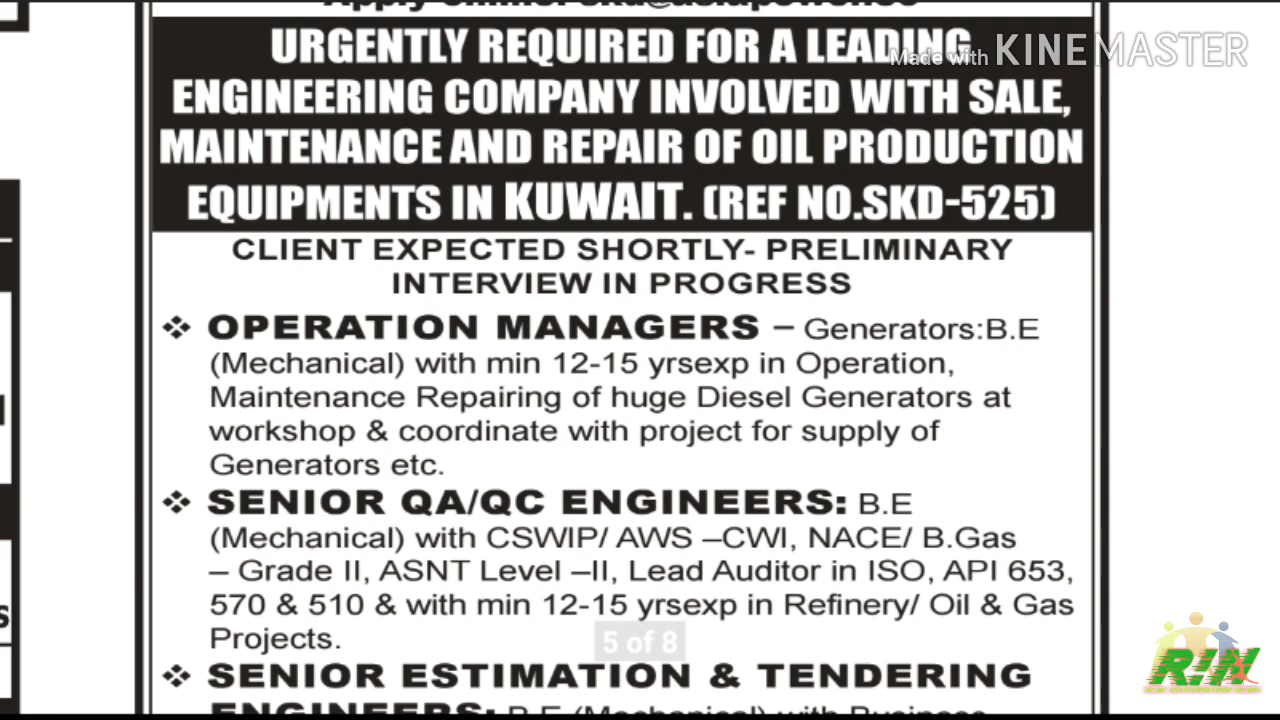 URGENTLY REQUIRED FOR A LEADING
Made with KINEMASTER
ENGINEERING COMPANY INVOLVED WITH SALE,
MAINTENANCE AND REPAIR OF OIL PRODUCTION
EQUIPMENTS IN KUWAIT. (REF NO.SKD-525)
CLIENT EXPECTED SHORTLY- PRELIMINARY
INTERVIEW IN PROGRESS
❖ OPERATION MANAGERS – Generators:B.E
(Mechanical) with min 12-15 yrsexp in Operation,
Maintenance Repairing of huge Diesel Generators at
workshop & coordinate with project for supply of
Generators etc.
❖ SENIOR QA/QC ENGINEERS: B.E
(Mechanical) with CSWIP/ AWS –CWI, NACE/ B.Gas
– Grade II, ASNT Level –II, Lead Auditor in ISO, API 653,
570 & 510 & with min 12-15 yrsexp in Refinery/ Oil & Gas
Projects.
5 of 8
❖ SENIOR ESTIMATION & TENDERING
ENGINEERS: B.E (Mechanical) with Business
RIN